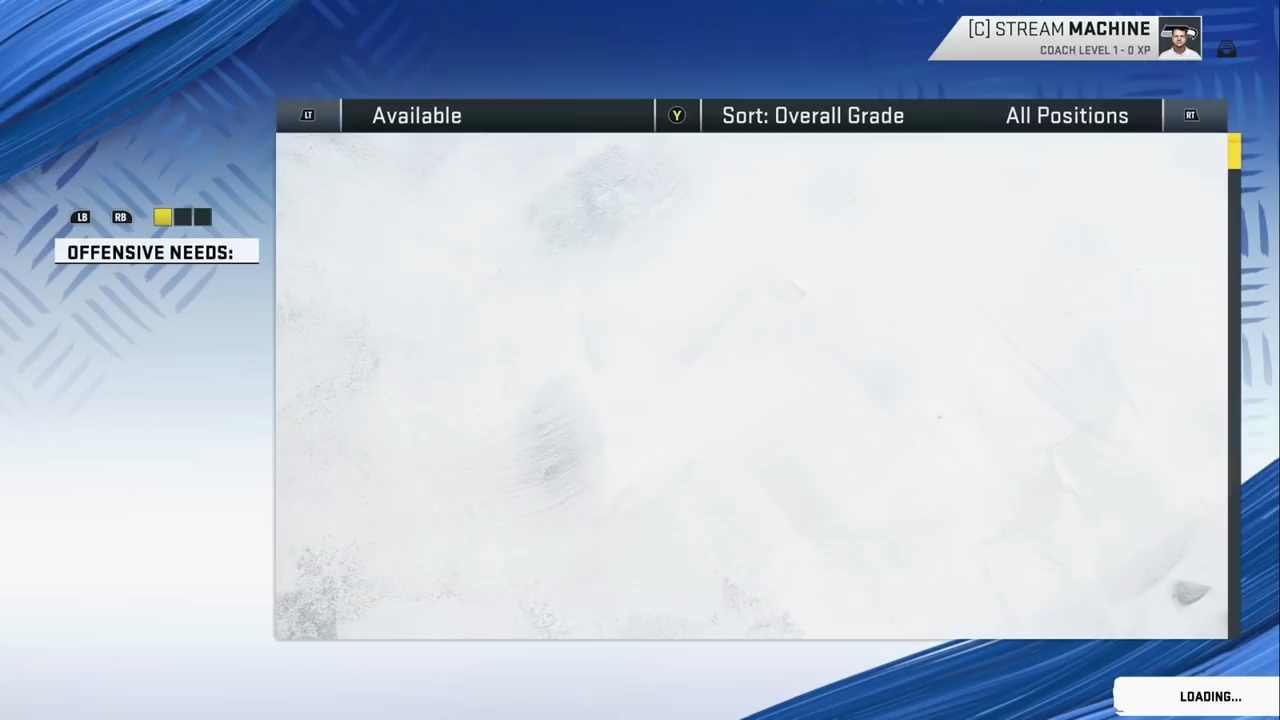 [C] STREAM MACHINE
COACH LEVEL 1 - 0 XP
LT Available Y Sort: Overall Grade All Positions RT
LB RB
OFFENSIVE NEEDS:
LOADING...